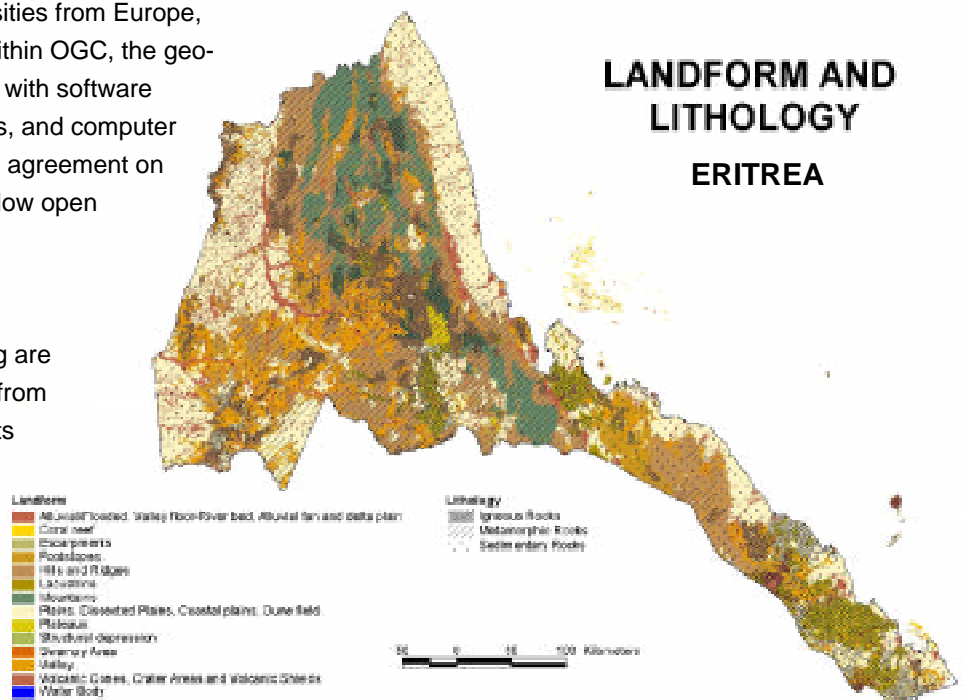 sities from Europe,
ithin OGC, the geo-
with software
s, and computer
agreement on
low open
g are
from
ts
LANDFORM AND
LITHOLOGY
ERITREA
Landform
Alluvial/Flooded, Valley floor-River bed, Alluvial fan and delta plain
Coral reef
Escarpments
Footslopes
Hills and Ridges
Lacustrine
Mountains
Plains, Dissected Plains, Coastal plains, Dune field
Plateaus
Structural depression
Swampy Area
Valley
Volcanic Cones, Crater Areas and Volcanic Shields
Water Body
Lithology
Igneous Rocks
Metamorphic Rocks
Sedimentary Rocks
50 0 50 100 Kilometers